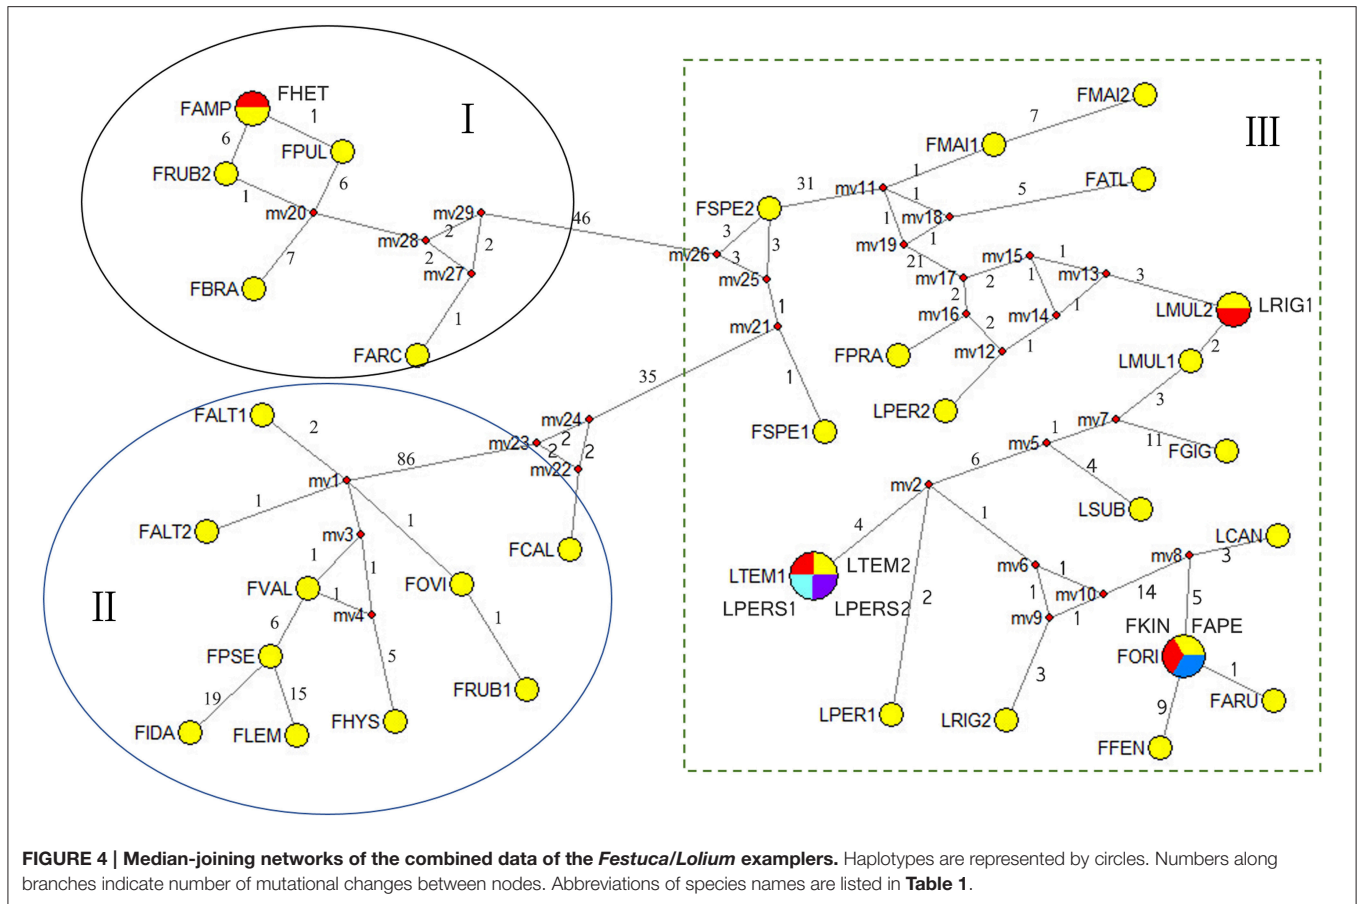 FHET
FAMP
1
I
6
FPUL
FRUB2
6
1
mv20
mv29
46
mv28
2
2
2
mv27
7
FBRA
1
FARC
III
FMAI2
7
FMAI1
FATL
31
mv11
1
5
FSPE2
1
mv18
3
1
1
mv19
mv26
3
3
mv25
21
mv17
mv15
1
mv13
2
1
3
1
mv21
2
mv16
mv14
1
LMUL2
LRIG1
2
mv12
1
2
FPRA
LMUL1
35
1
LPER2
3
mv7
FSPE1
1
mv5
11
FGIG
6
4
mv2
LSUB
1
4
LCAN
mv8
3
LTEM1
LTEM2
mv6
1
LPERS1
LPERS2
1
mv10
14
5
2
mv9
1
FKIN
FAPE
FORI
3
1
LPER1
LRIG2
FARU
9
FFEN
FALT1
mv24
2
mv23
2
2
2
86
mv22
mv1
1
1
FALT2
mv3
FCAL
1
1
FOVI
FVAL
1
mv4
II
6
1
FPSE
5
19
15
FRUB1
FIDA
FLEM
FHYS
FIGURE 4 | Median-joining networks of the combined data of the Festuca/Lolium examplers. Haplotypes are represented by circles. Numbers along
branches indicate number of mutational changes between nodes. Abbreviations of species names are listed in Table 1.